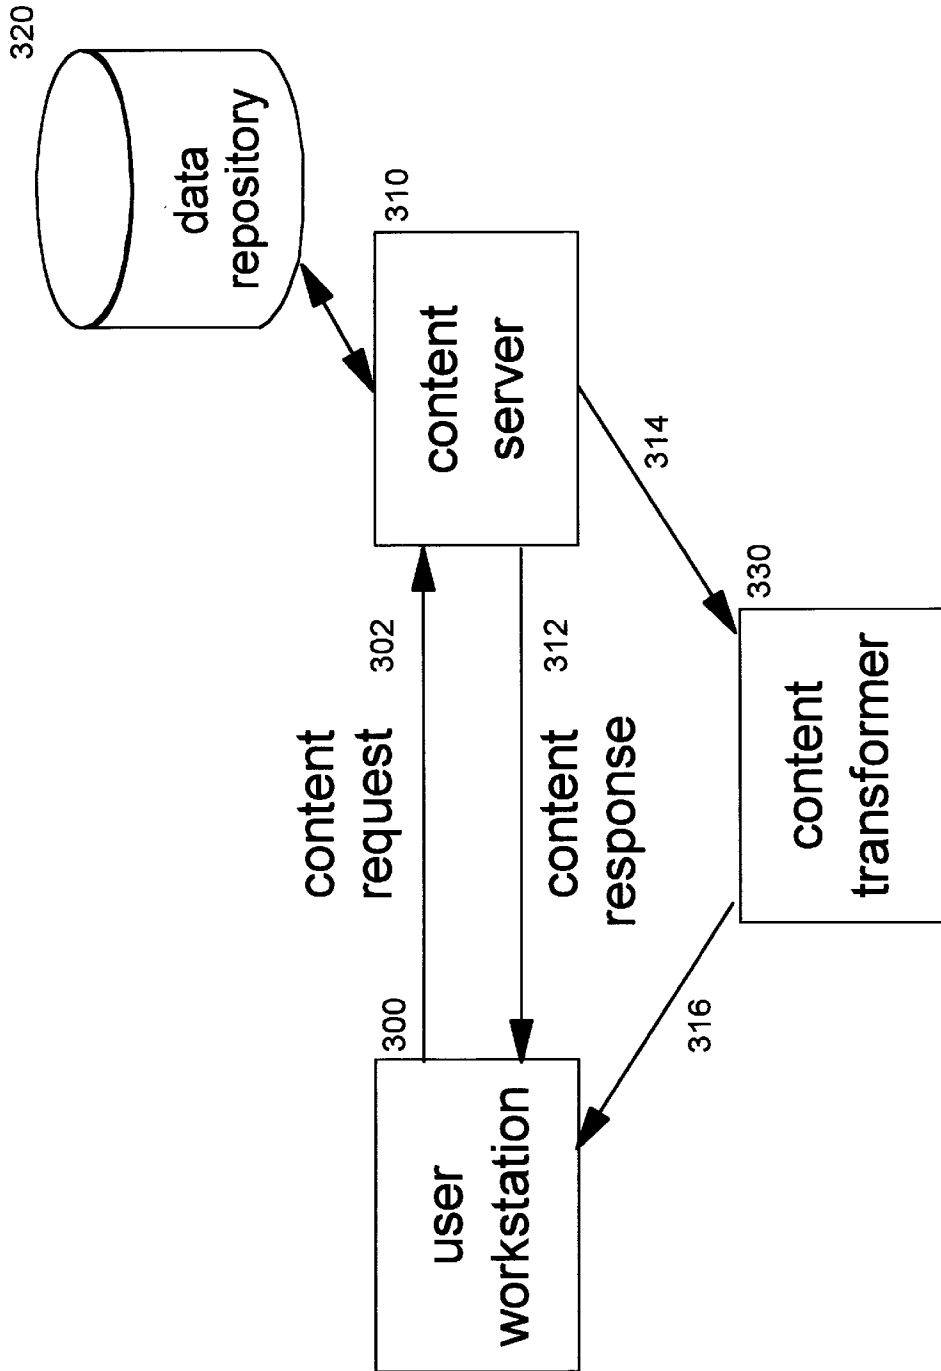 320
data
repository
310
content
server
content
request
302
300
user
workstation
312
content
response
314
330
content
transformer
316